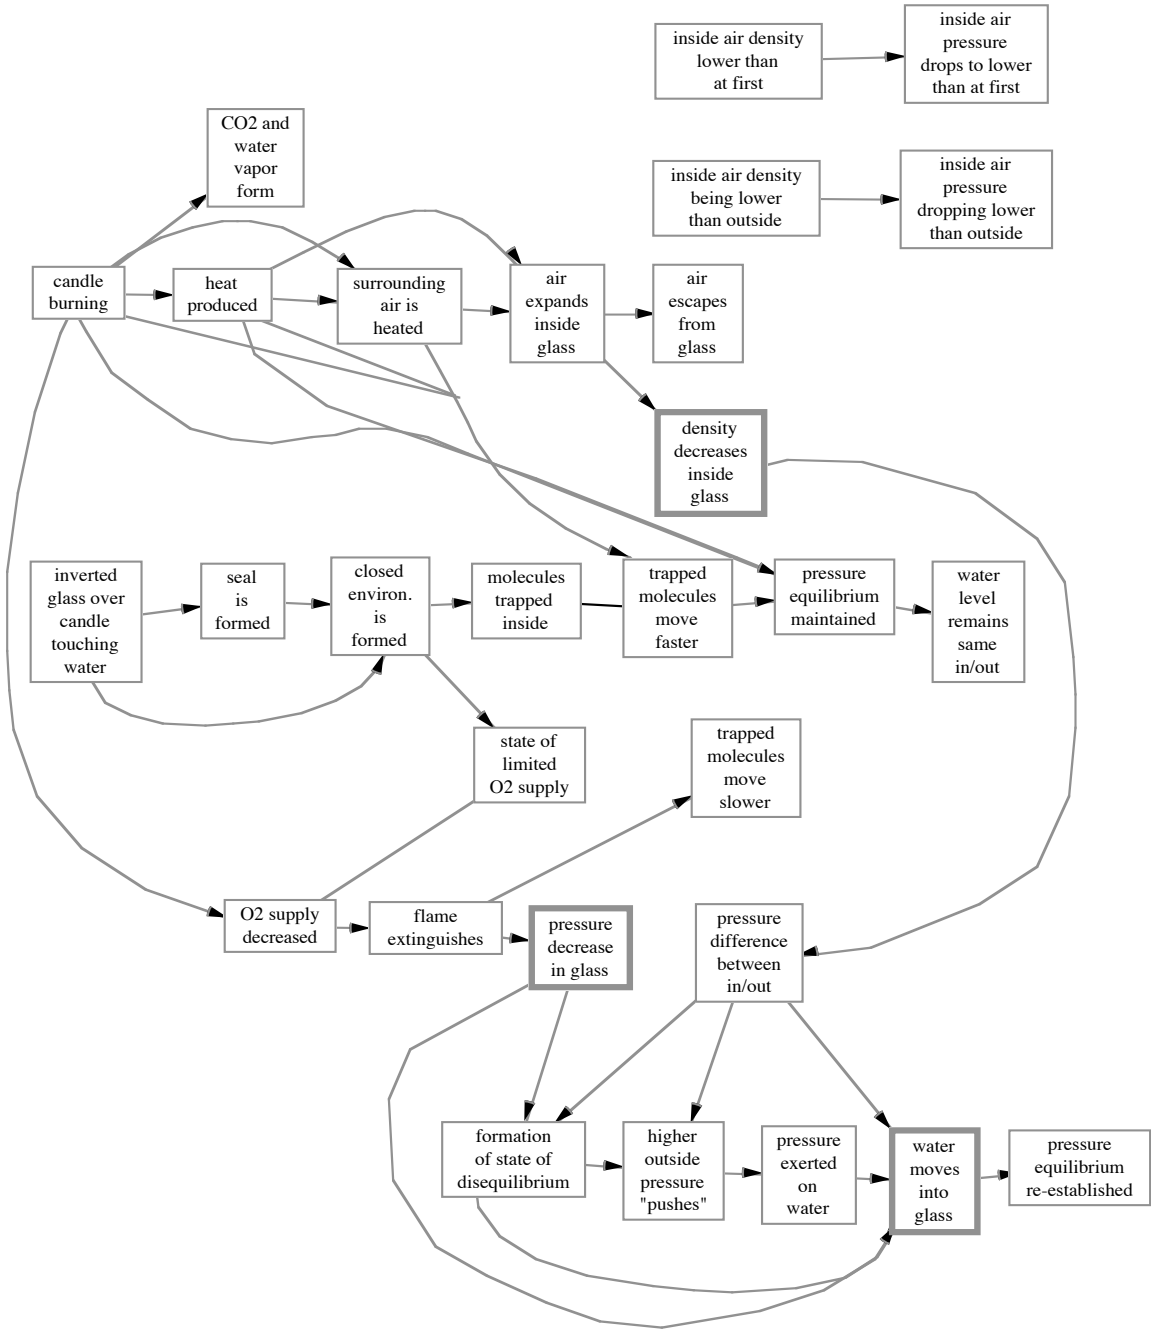 inside air density
lower than
at first
inside air
pressure
drops to lower
than at first
CO2 and
water
vapor
form
inside air density
being lower
than outside
inside air
pressure
dropping lower
than outside
candle
burning
heat
produced
surrounding
air is
heated
air
expands
inside
glass
air
escapes
from
glass
density
decreases
inside
glass
inverted
glass over
candle
touching
water
seal
is
formed
closed
environ.
is
formed
molecules
trapped
inside
trapped
molecules
move
faster
pressure
equilibrium
maintained
water
level
remains
same
in/out
state of
limited
O2 supply
trapped
molecules
move
slower
O2 supply
decreased
flame
extinguishes
pressure
decrease
in glass
pressure
difference
between
in/out
formation
of state of
disequilibrium
higher
outside
pressure
"pushes"
pressure
exerted
on
water
water
moves
into
glass
pressure
equilibrium
re-established